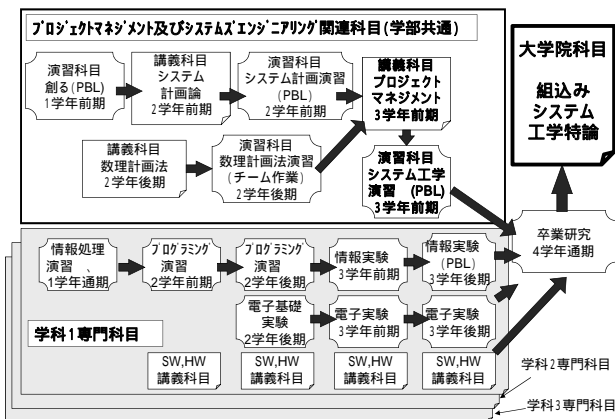 ﾌﾟﾛｼﾞｪｸﾄﾏﾈｼﾞﾒﾝﾄ及びｼｽﾃﾑｽﾞｴﾝｼﾞﾆｱﾘﾝｸﾞ関連科目(学部共通)
演習科目
創る(PBL)
1学年前期
講義科目
システム
計画論
2学年前期
演習科目
システム計画演習
(PBL)
2学年後期
講義科目
プロジェクト
マネジメント
3学年前期
講義科目
数理計画法
2学年後期
演習科目
数理計画法演習
(チーム作業)
2学年後期
演習科目
システム工学
演習 (PBL)
3学年前期
大学院科目
組込み
システム
工学特論
卒業研究
4学年通期
情報処理
演習 、
1学年通期
ﾌﾟﾛｸﾞﾗﾐﾝｸﾞ
演習
2学年前期
ﾌﾟﾛｸﾞﾗﾐﾝｸﾞ
演習
2学年後期
情報実験
3学年前期
情報実験
(PBL)
3学年後期
電子基礎
実験
2学年後期
電子実験
3学年前期
電子実験
3学年後期
学科1専門科目
SW,HW
講義科目
SW,HW
講義科目
SW,HW
講義科目
SW,HW
講義科目
学科2専門科目
学科3専門科目